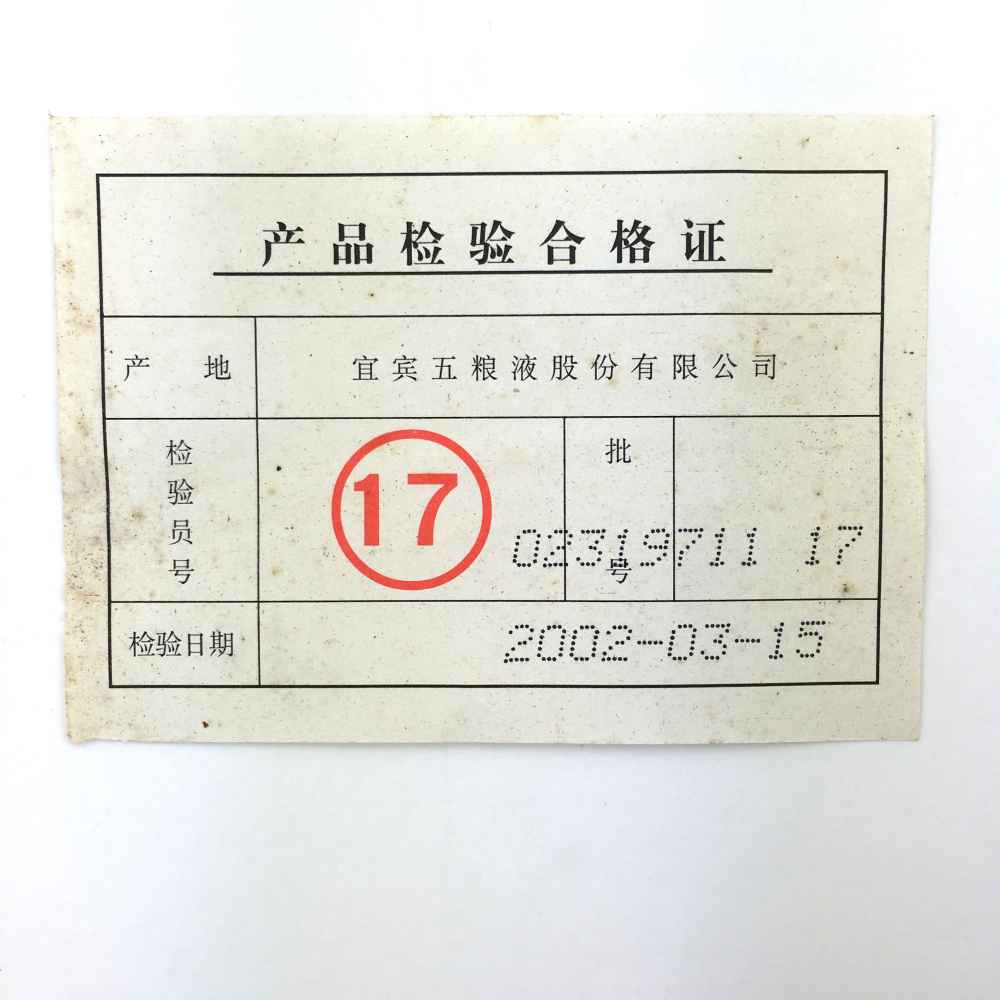 产品检验合格证
产 地 宜宾五粮液股份有限公司
检验员号 17 批号 02319711 17
检验日期 2002-03-15